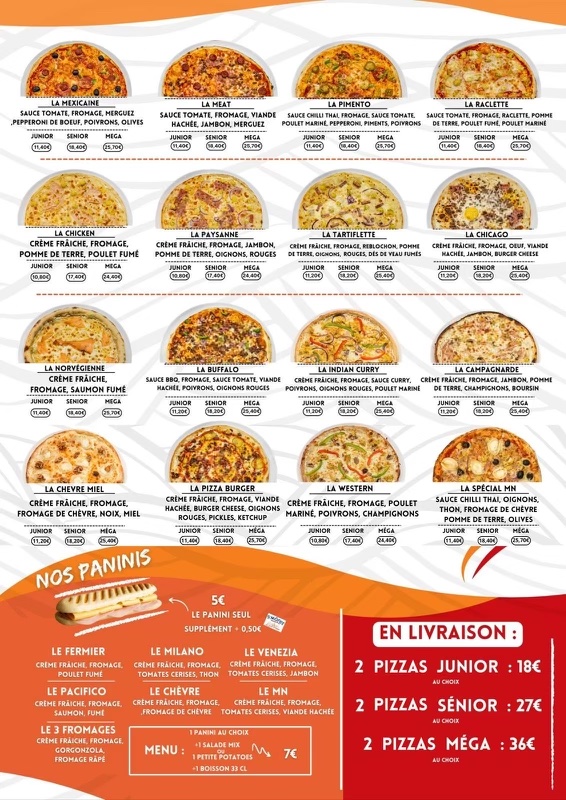 LA MEXICAINE
SAUCE TOMATE, FROMAGE, MERGUEZ
,PEPPERONI DE BOEUF, POIVRONS, OLIVES
JUNIOR SENIOR MEGA
11,40€ 18,40€ 25,70€
LA MEAT
SAUCE TOMATE, FROMAGE, VIANDE
HACHÉE, JAMBON, MERGUEZ
JUNIOR SENIOR MEGA
11,40€ 18,40€ 25,70€
LA PIMENTO
SAUCE CHILLI THAI, FROMAGE, SAUCE TOMATE,
POULET MARINÉ, PEPPERONI, PIMENTS, POIVRONS
JUNIOR SENIOR MEGA
11,40€ 18,40€ 25,70€
LA RACLETTE
SAUCE TOMATE, FROMAGE, RACLETTE, POMME
DE TERRE, POULET FUMÉ, POULET MARINÉ
JUNIOR SENIOR MEGA
11,40€ 18,40€ 25,70€
LA CHICKEN
CRÈME FRAÎCHE, FROMAGE,
POMME DE TERRE, POULET FUMÉ
JUNIOR SENIOR MEGA
10,80€ 17,40€ 24,40€
LA PAYSANNE
CRÈME FRAÎCHE, FROMAGE, JAMBON,
POMME DE TERRE, OIGNONS, ROUGES
JUNIOR SENIOR MEGA
10,80€ 17,40€ 24,40€
LA TARTIFLETTE
CRÈME FRAÎCHE, FROMAGE, REBLOCHON, POMME
DE TERRE, OIGNONS, ROUGES, DÉS DE VEAU FUMÉS
JUNIOR SENIOR MEGA
11,20€ 18,20€ 25,40€
LA CHICAGO
CRÈME FRAÎCHE, FROMAGE, OEUF, VIANDE
HACHÉE, JAMBON, BURGER CHEESE
JUNIOR SENIOR MEGA
11,20€ 18,20€ 25,40€
LA NORVÉGIENNE
CRÈME FRAÎCHE,
FROMAGE, SAUMON FUMÉ
JUNIOR SENIOR MEGA
11,40€ 18,40€ 25,70€
LA BUFFALO
SAUCE BBQ, FROMAGE, SAUCE TOMATE, VIANDE
HACHÉE, POIVRONS, OIGNONS ROUGES
JUNIOR SENIOR MEGA
11,20€ 18,20€ 25,40€
LA INDIAN CURRY
CRÈME FRAÎCHE, FROMAGE, SAUCE CURRY,
POIVRONS, OIGNONS ROUGES, POULET MARINÉ
JUNIOR SENIOR MEGA
11,20€ 18,20€ 25,40€
LA CAMPAGNARDE
CRÈME FRAÎCHE, FROMAGE, JAMBON, POMME
DE TERRE, CHAMPIGNONS, BOURSIN
JUNIOR SENIOR MEGA
11,20€ 18,20€ 25,40€
LA CHEVRE MIEL
CRÈME FRAÎCHE, FROMAGE,
FROMAGE DE CHÈVRE, NOIX, MIEL
JUNIOR SENIOR MÉGA
11,20€ 18,20€ 25,40€
LA PIZZA BURGER
CRÈME FRAÎCHE, FROMAGE, VIANDE
HACHÉE, BURGER CHEESE, OIGNONS
ROUGES, PICKLES, KETCHUP
JUNIOR SENIOR MÉGA
11,40€ 18,40€ 25,70€
LA WESTERN
CRÈME FRAÎCHE, FROMAGE, POULET
MARINÉ, POIVRONS, CHAMPIGNONS
JUNIOR SENIOR MÉGA
10,80€ 17,40€ 24,40€
LA SPÉCIAL MN
SAUCE CHILLI THAI, OIGNONS,
THON, FROMAGE DE CHÈVRE
POMME DE TERRE, OLIVES
JUNIOR SENIOR MÉGA
11,40€ 18,40€ 25,70€
NOS PANINIS
5€
LE PANINI SEUL
SUPPLÉMENT + 0,50€
LE FERMIER
CRÈME FRAÎCHE, FROMAGE,
POULET FUMÉ
LE MILANO
CRÈME FRAÎCHE, FROMAGE,
TOMATES CERISES, THON
LE VENEZIA
CRÈME FRAÎCHE, FROMAGE,
TOMATES CERISES, JAMBON
LE PACIFICO
CRÈME FRAÎCHE, FROMAGE,
SAUMON, FUMÉ
LE CHÈVRE
CRÈME FRAÎCHE, FROMAGE
,FROMAGE DE CHÈVRE
LE MN
CRÈME FRAÎCHE, FROMAGE,
TOMATES CERISES, VIANDE HACHÉE
LE 3 FROMAGES
CRÈME FRAÎCHE, FROMAGE,
GORGONZOLA,
FROMAGE RÂPÉ
MENU :
1 PANINI AU CHOIX
+1 SALADE MIX
OU
1 PETITE POTATOES
+1 BOISSON 33 CL
7€
EN LIVRAISON :
2 PIZZAS JUNIOR : 18€
AU CHOIX
2 PIZZAS SÉNIOR : 27€
AU CHOIX
2 PIZZAS MÉGA : 36€
AU CHOIX